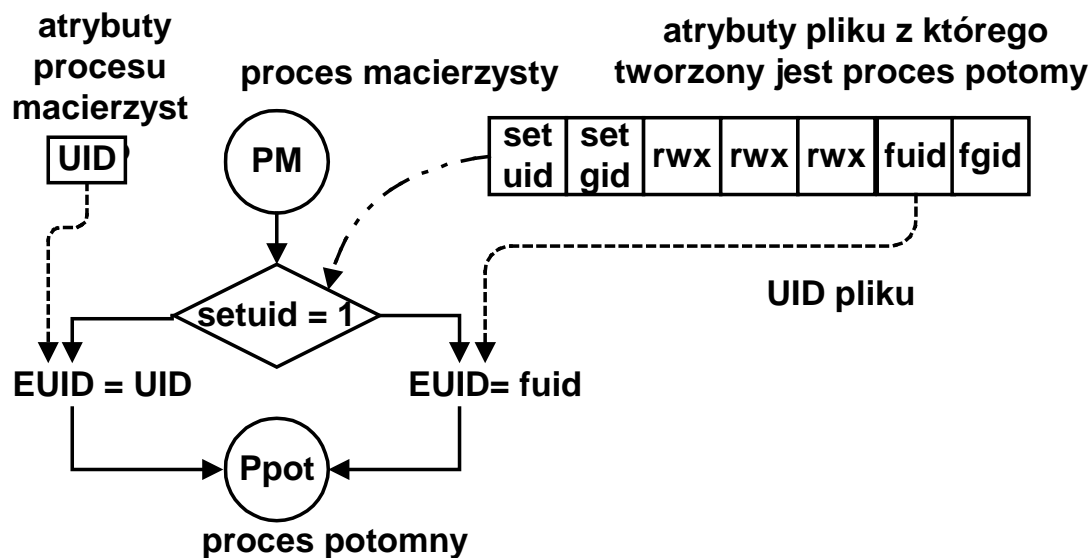 atrybuty
procesu
macierzyst
UID
proces macierzysty
PM
atrybuty pliku z którego
tworzony jest proces potomy
set
uid
set
gid
rwx
rwx
rwx
fuid
fgid
UID pliku
setuid = 1
EUID = UID
EUID= fuid
Ppot
proces potomny